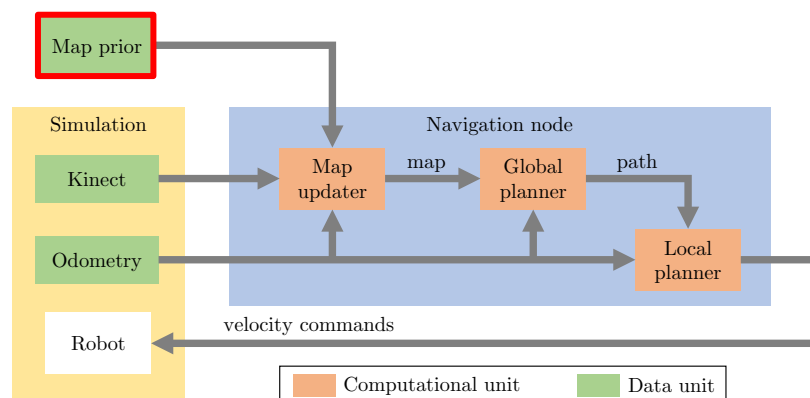 Map prior
Simulation
Navigation node
Kinect
Map
updater
map
Global
planner
path
Odometry
Local
planner
Robot
velocity commands
Computational unit
Data unit